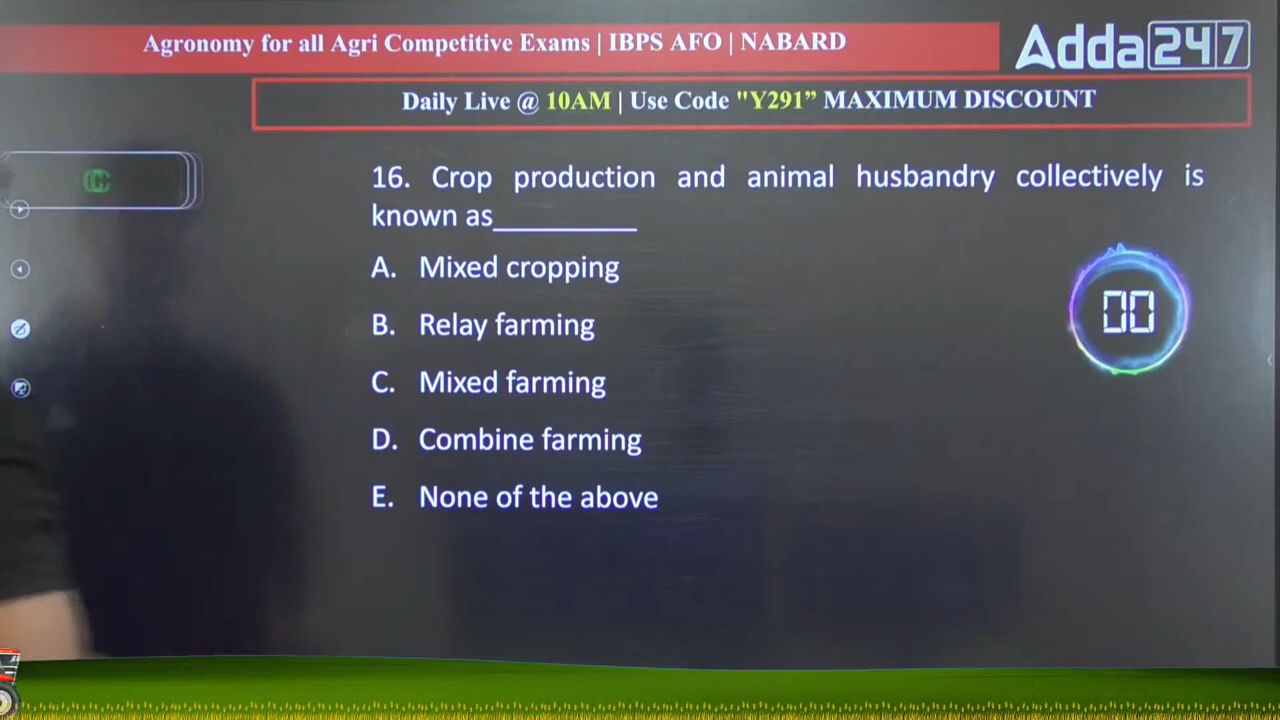 Agronomy for all Agri Competitive Exams | IBPS AFO | NABARD
Adda247
Daily Live @ 10AM | Use Code "Y291” MAXIMUM DISCOUNT
16. Crop production and animal husbandry collectively is
known as_________
00
A. Mixed cropping
B. Relay farming
C. Mixed farming
D. Combine farming
E. None of the above